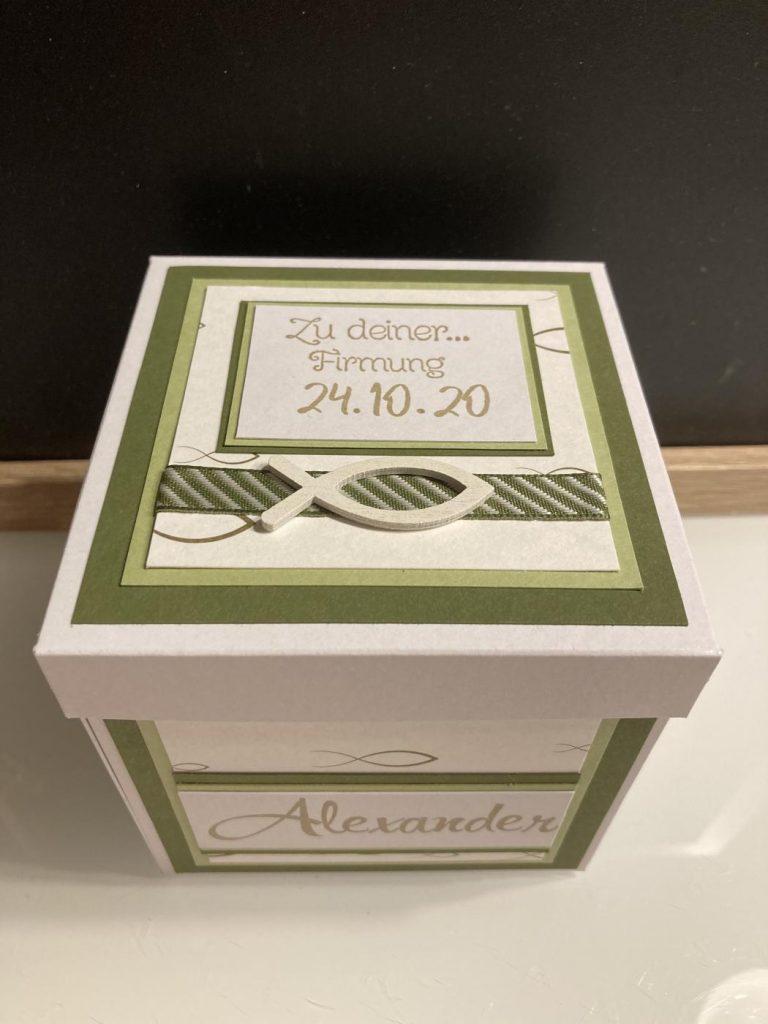 Zu deiner...
Firmung
24.10.20
Alexander